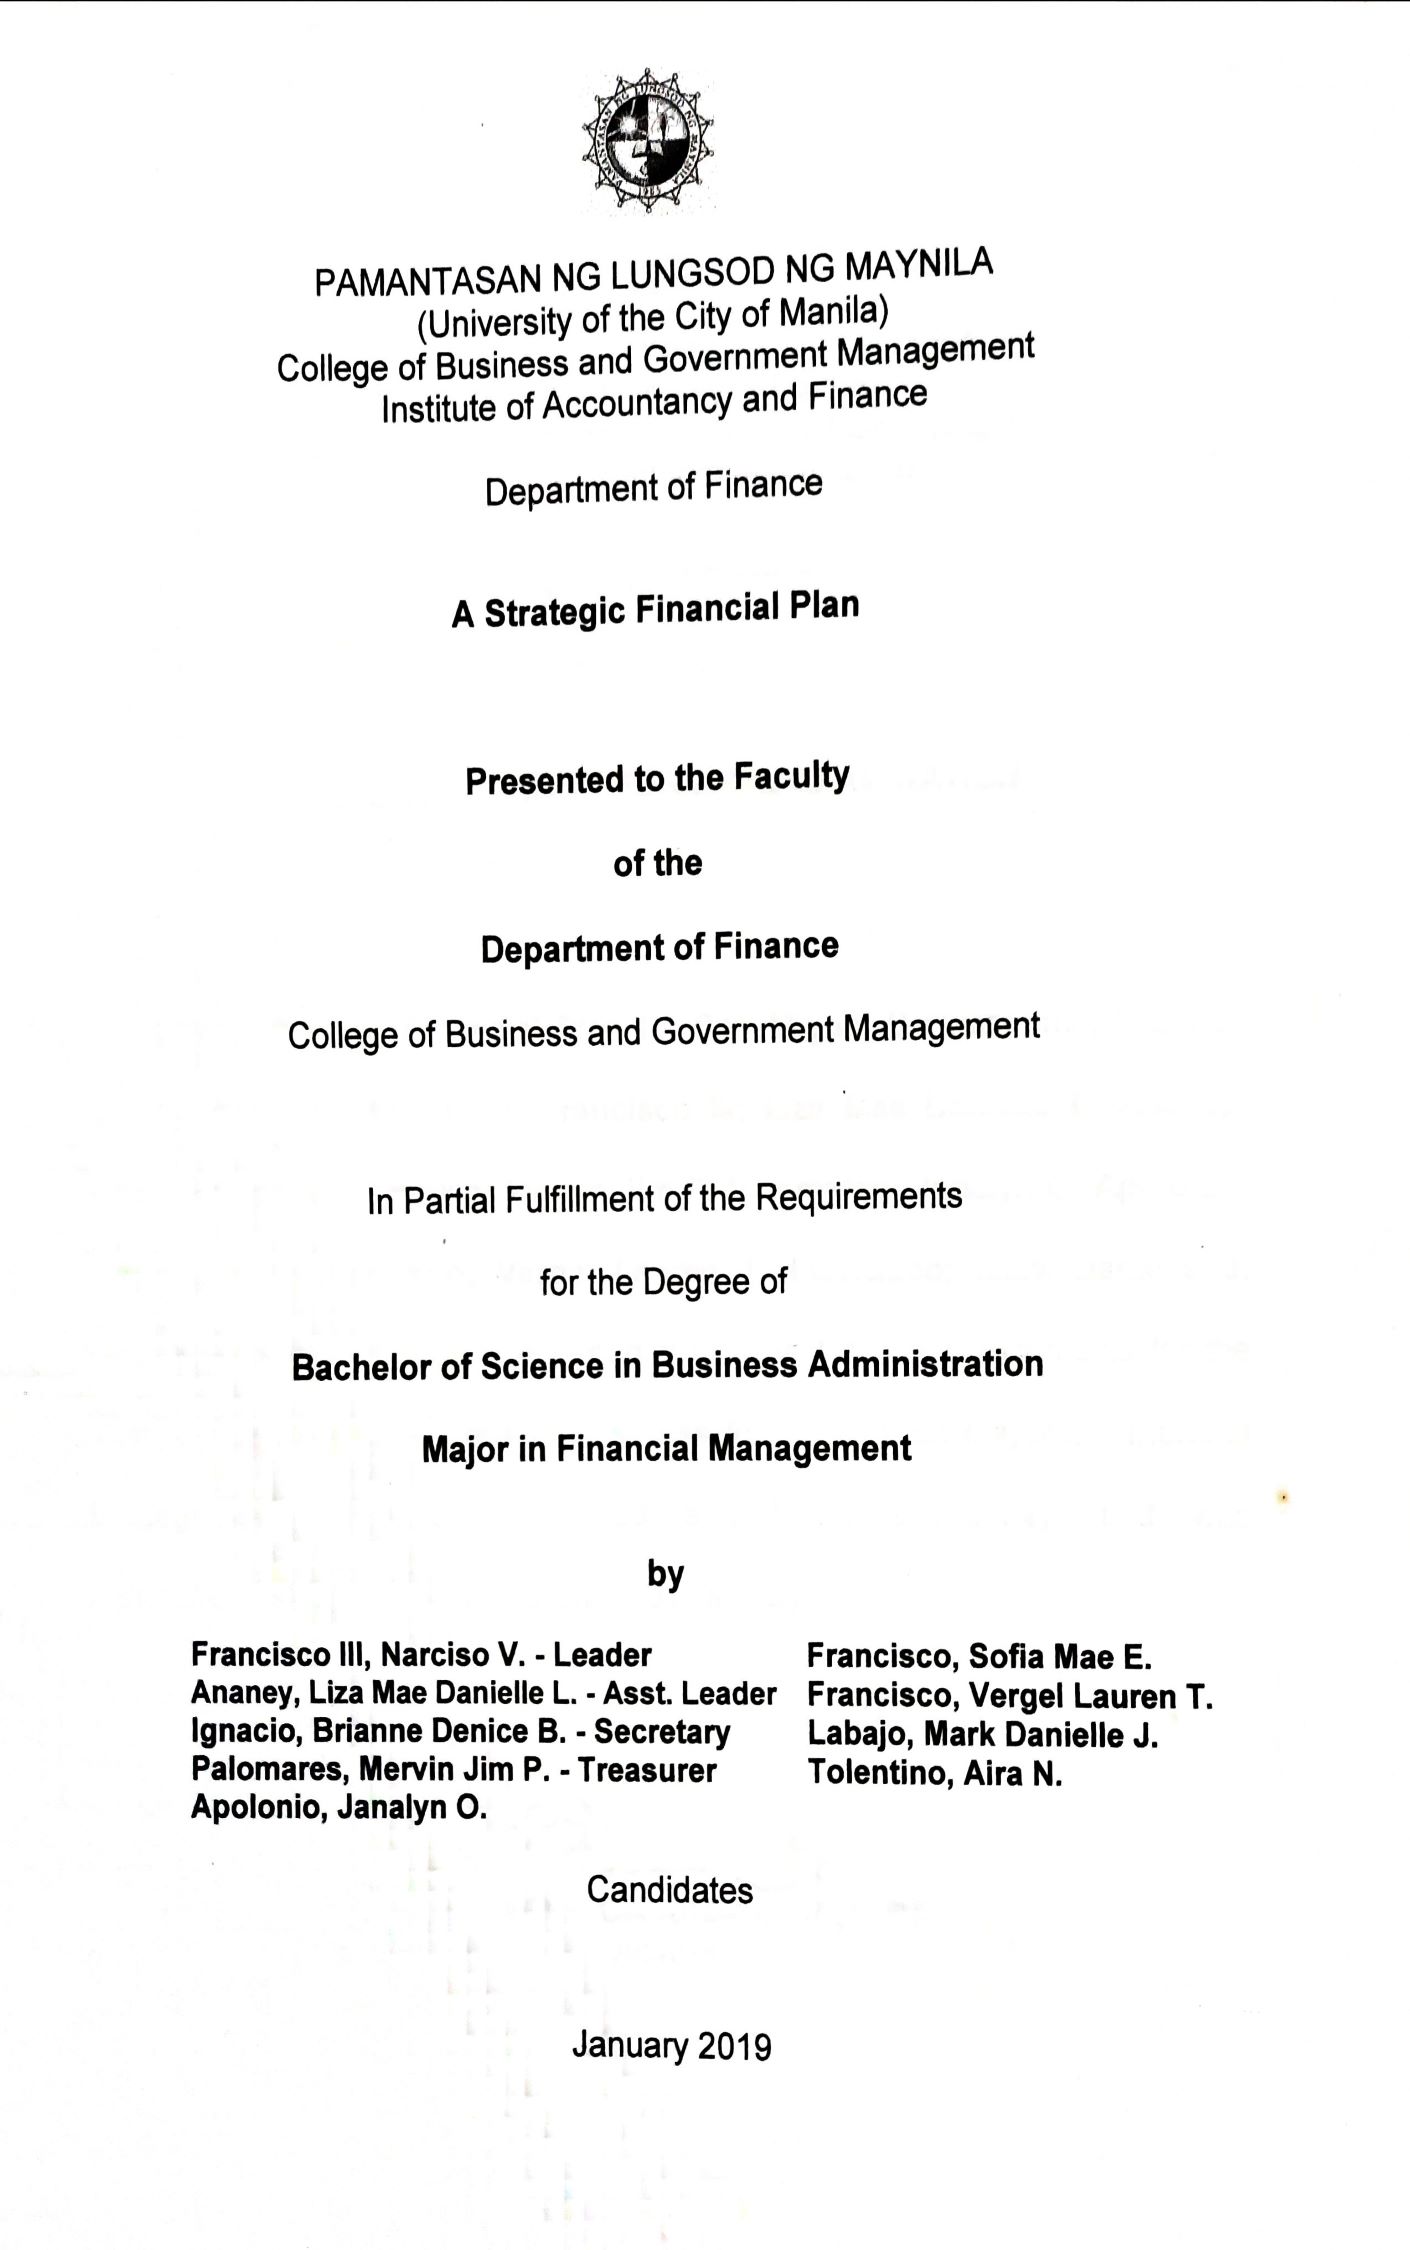 PAMANTASAN NG LUNGSOD NG MAYNILA
PAMANTASAN NG LUNGSOD NG MAYNILA
(University of the City of Manila)
College of Business and Government Management
Institute of Accountancy and Finance
Department of Finance
A Strategic Financial Plan
Presented to the Faculty
of the
Department of Finance
College of Business and Government Management
In Partial Fulfillment of the Requirements
for the Degree of
Bachelor of Science in Business Administration
Major in Financial Management
by
Francisco III, Narciso V. - Leader
Ananey, Liza Mae Danielle L. - Asst. Leader
Ignacio, Brianne Denice B. - Secretary
Palomares, Mervin Jim P. - Treasurer
Apolonio, Janalyn O.
Francisco, Sofia Mae E.
Francisco, Vergel Lauren T.
Labajo, Mark Danielle J.
Tolentino, Aira N.
Candidates
January 2019